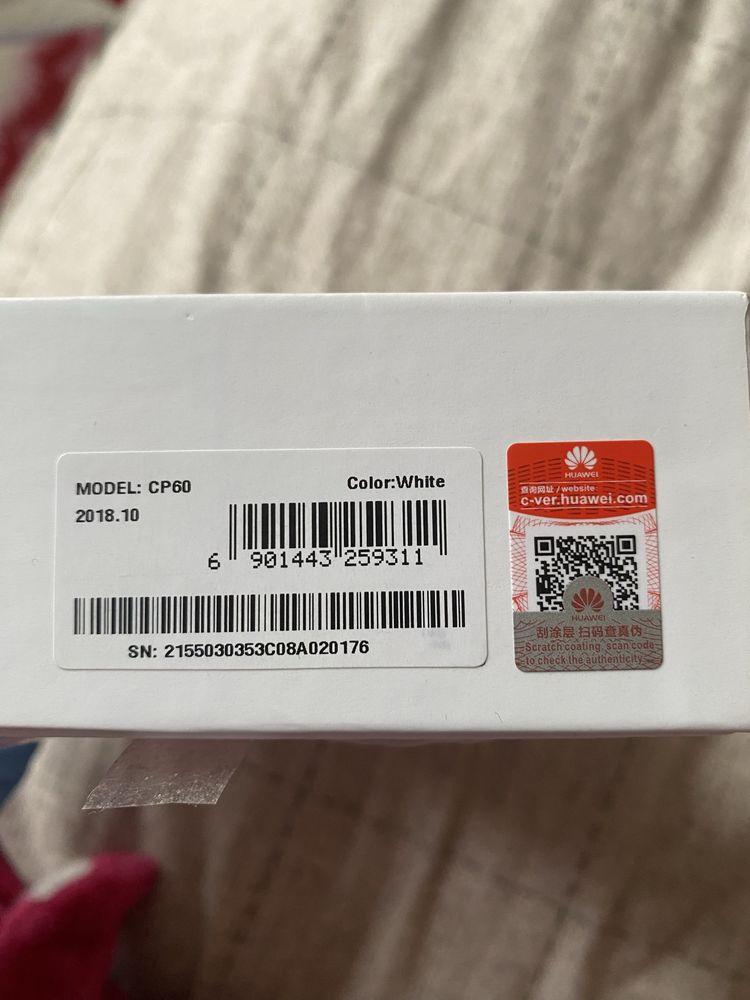 MODEL: CP60
Color:White
2018.10
6 901443 259311
SN: 2155030353C08A020176
HUAWEI
查询网址 / website:
c-ver.huawei.com
HUAWEI
刮涂层 扫码查真伪
Scratch coating, scan code
to check the authenticity